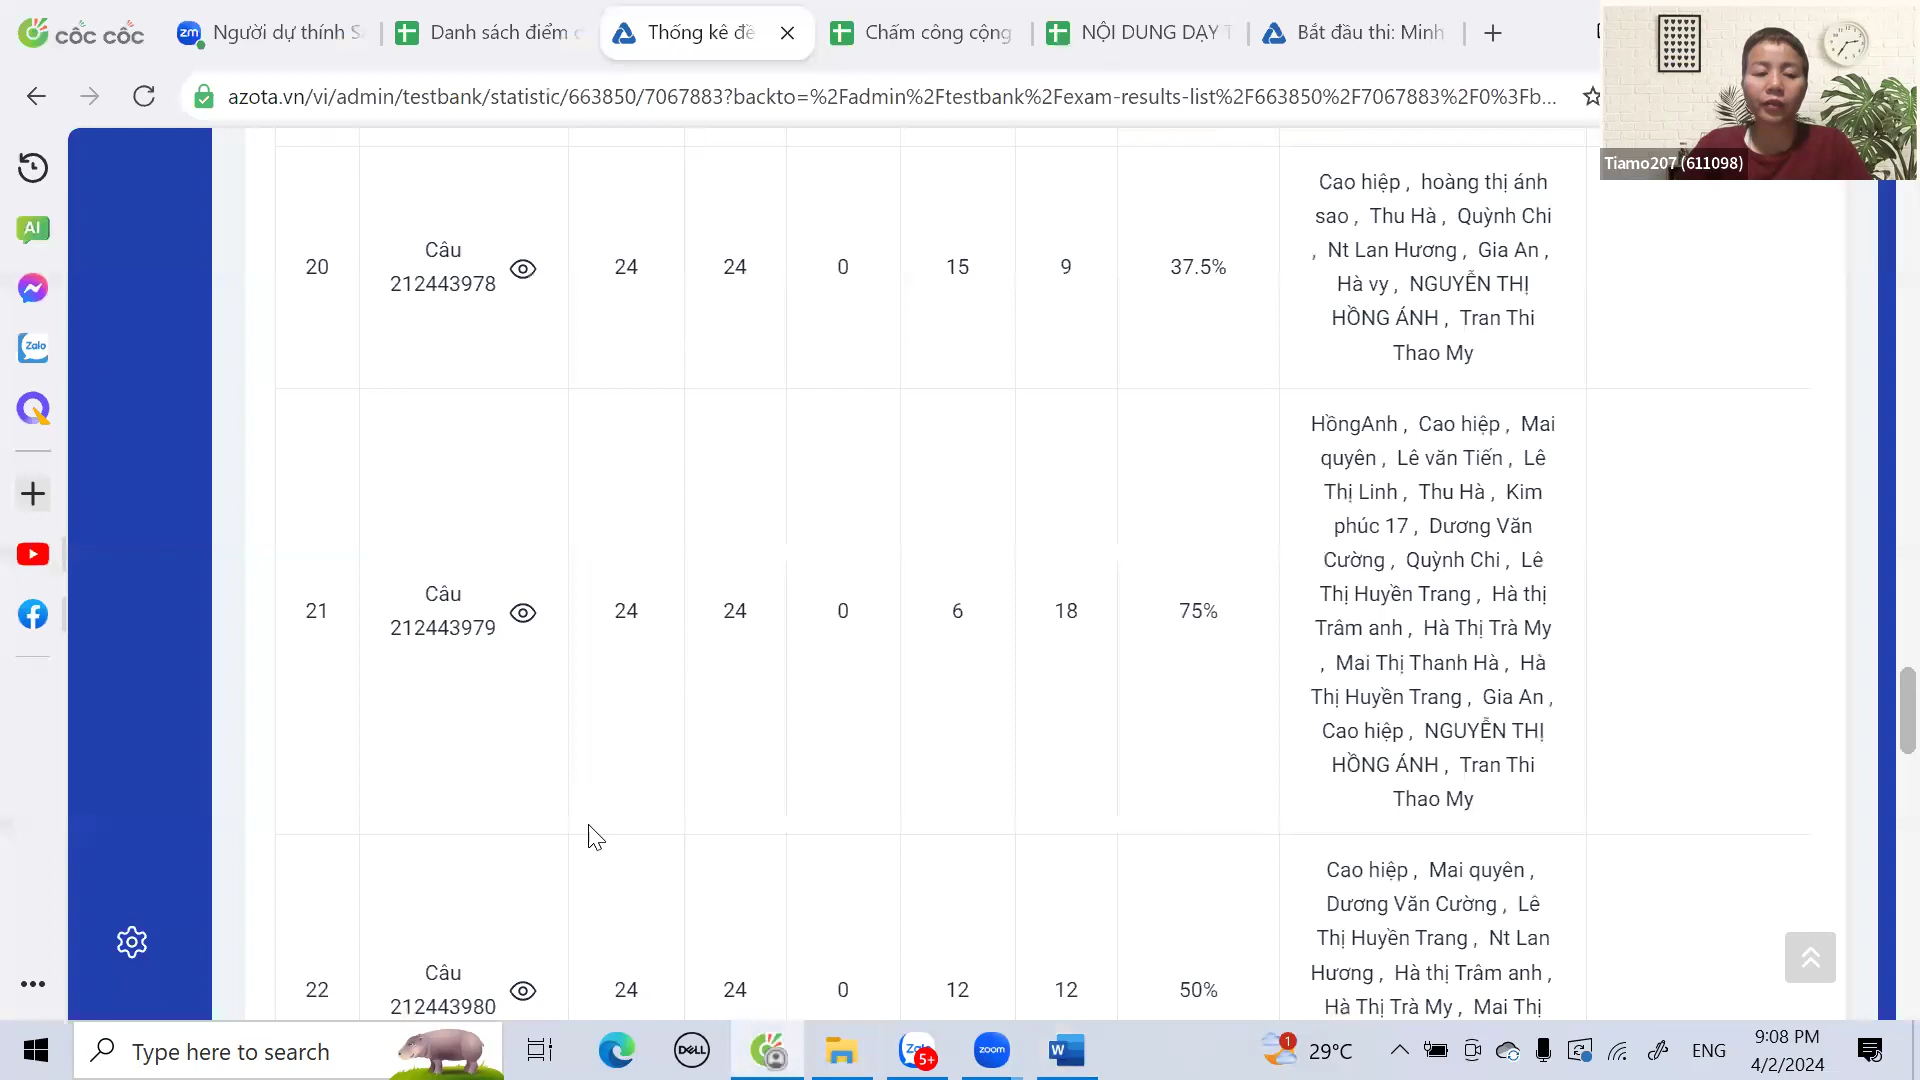 cốc cốc
Người dự thính
Danh sách điểm
Thống kê đề
Chấm công cộng
NỘI DUNG DẠY T
Bắt đầu thi: Minh
azota.vn/vi/admin/testbank/statistic/663850/7067883?backto=%2Fadmin%2Ftestbank%2Fexam-results-list%2F663850%2F7067883%2F0%3Fb...
Tiamo207 (611098)
20
Câu
212443978
24
24
0
15
9
37.5%
Cao hiệp , hoàng thị ánh
sao , Thu Hà , Quỳnh Chi
, Nt Lan Hương , Gia An ,
Hà vy , NGUYỄN THỊ
HỒNG ÁNH , Tran Thi
Thao My
21
Câu
212443979
24
24
0
6
18
75%
HồngAnh , Cao hiệp , Mai
quyên , Lê văn Tiến , Lê
Thị Linh , Thu Hà , Kim
phúc 17 , Dương Văn
Cường , Quỳnh Chi , Lê
Thị Huyền Trang , Hà thị
Trâm anh , Hà Thị Trà My
, Mai Thị Thanh Hà , Hà
Thị Huyền Trang , Gia An ,
Cao hiệp , NGUYỄN THỊ
HỒNG ÁNH , Tran Thi
Thao My
22
Câu
212443980
24
24
0
12
12
50%
Cao hiệp , Mai quyên ,
Dương Văn Cường , Lê
Thị Huyền Trang , Nt Lan
Hương , Hà thị Trâm anh ,
Hà Thị Trà My , Mai Thị
zm
AI
Zalo
Type here to search
DELL
5+
zoom
W
1
29°C
ENG
9:08 PM
4/2/2024